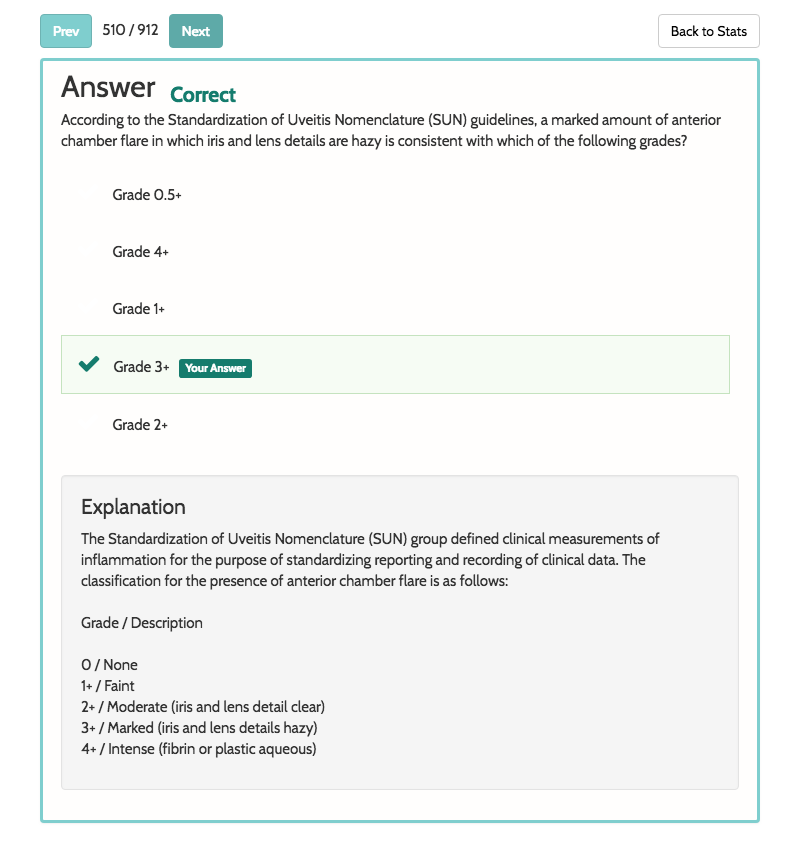 Prev 510 / 912 Next Back to Stats
Answer Correct
According to the Standardization of Uveitis Nomenclature (SUN) guidelines, a marked amount of anterior
chamber flare in which iris and lens details are hazy is consistent with which of the following grades?
Grade 0.5+
Grade 4+
Grade 1+
Grade 3+ Your Answer
Grade 2+
Explanation
The Standardization of Uveitis Nomenclature (SUN) group defined clinical measurements of
inflammation for the purpose of standardizing reporting and recording of clinical data. The
classification for the presence of anterior chamber flare is as follows:
Grade / Description
0 / None
1+ / Faint
2+ / Moderate (iris and lens detail clear)
3+ / Marked (iris and lens details hazy)
4+ / Intense (fibrin or plastic aqueous)